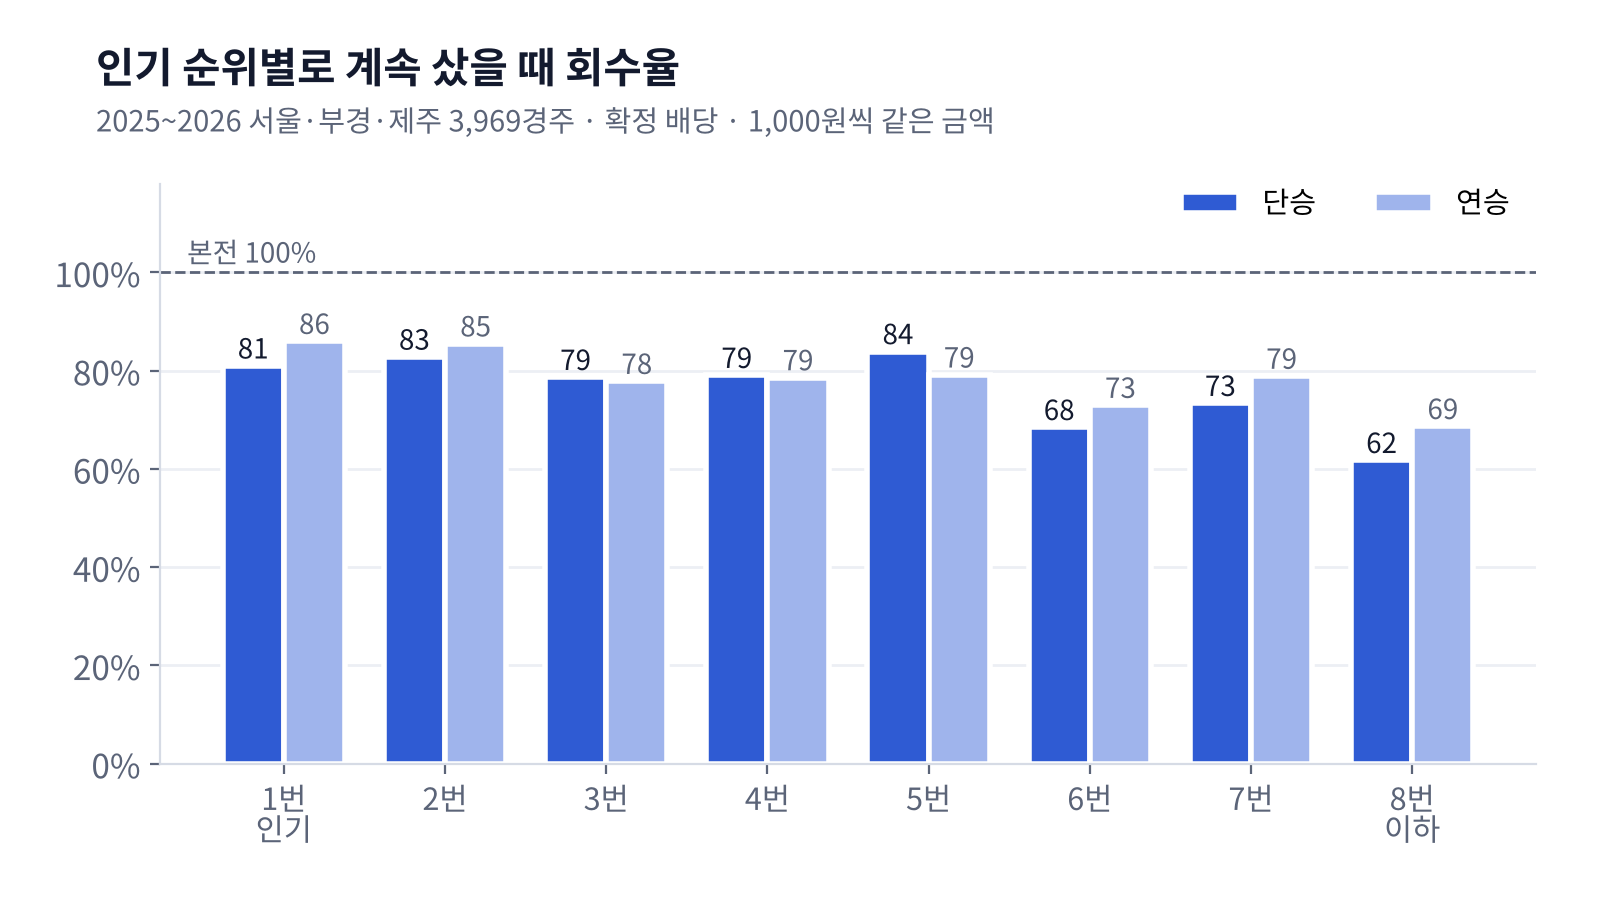 인기 순위별로 계속 샀을 때 회수율
2025~2026 서울·부경·제주 3,969경주 · 확정 배당 · 1,000원씩 같은 금액
단승 연승
본전 100%
100%
80%
60%
40%
20%
0%
81 86 83 85 79 78 79 79 84 79 68 73 73 79 62 69
1번 2번 3번 4번 5번 6번 7번 8번
인기 이하